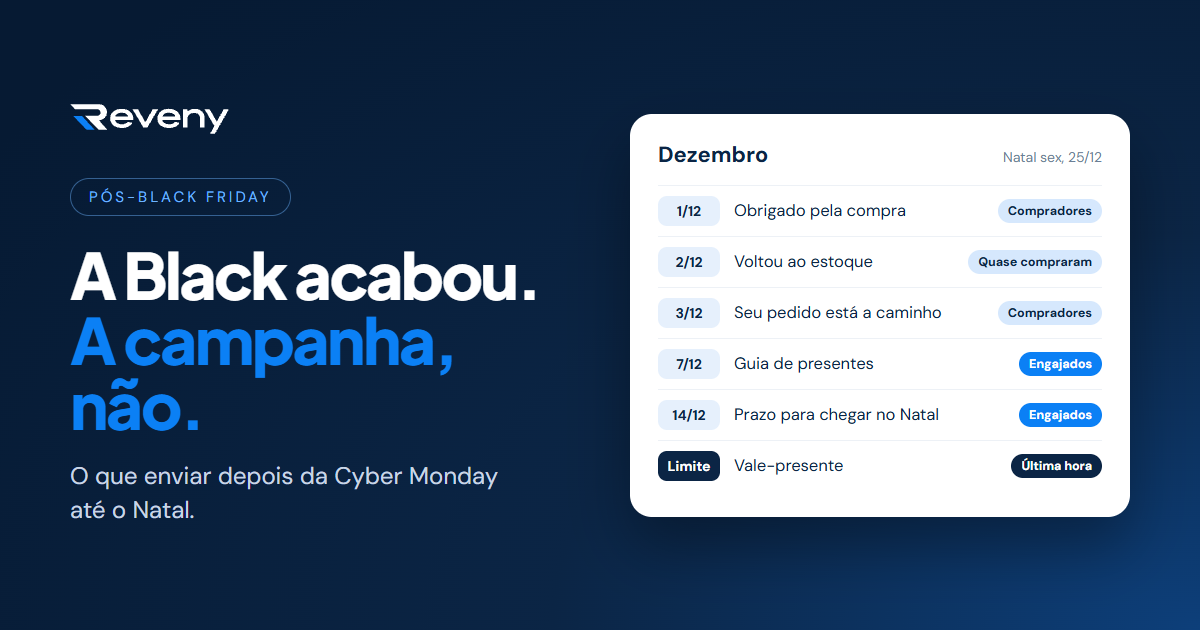 Reveny
PÓS-BLACK FRIDAY
A Black acabou.
A campanha,
não.
O que enviar depois da Cyber Monday
até o Natal.
Dezembro
Natal sex, 25/12
1/12 Obrigado pela compra Compradores
2/12 Voltou ao estoque Quase compraram
3/12 Seu pedido está a caminho Compradores
7/12 Guia de presentes Engajados
14/12 Prazo para chegar no Natal Engajados
Limite Vale-presente Última hora